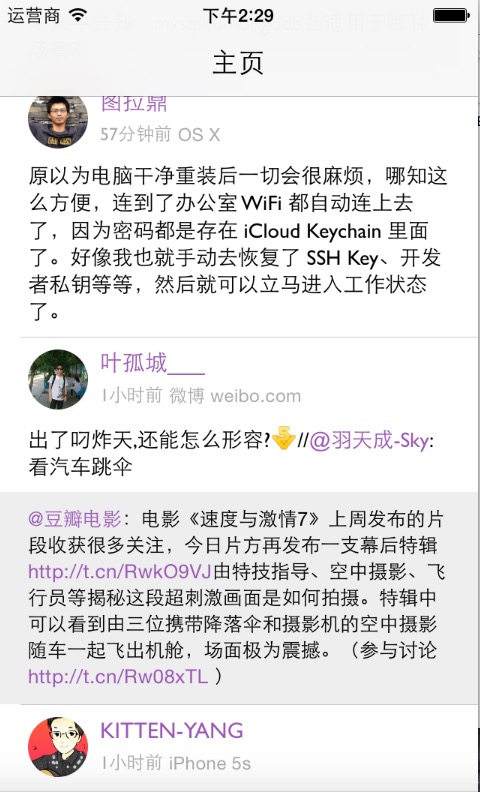 运营商 下午2:29
主页
图拉鼎
57分钟前 OS X
原以为电脑干净重装后一切会很麻烦，哪知这
么方便，连到了办公室 WiFi 都自动连上去
了，因为密码都是存在 iCloud Keychain 里面
了。好像我也就手动去恢复了 SSH Key、开发
者私钥等等，然后就可以立马进入工作状态
了。
叶孤城___
1小时前 微博 weibo.com
出了叼炸天,还能怎么形容?//@羽天成-Sky:
看汽车跳伞
@豆瓣电影：电影《速度与激情7》上周发布的片
段收获很多关注，今日片方再发布一支幕后特辑
http://t.cn/RwkO9VJ由特技指导、空中摄影、飞
行员等揭秘这段超刺激画面是如何拍摄。特辑中
可以看到由三位携带降落伞和摄影机的空中摄影
随车一起飞出机舱，场面极为震撼。（参与讨论
http://t.cn/Rw08xTL ）
KITTEN-YANG
1小时前 iPhone 5s